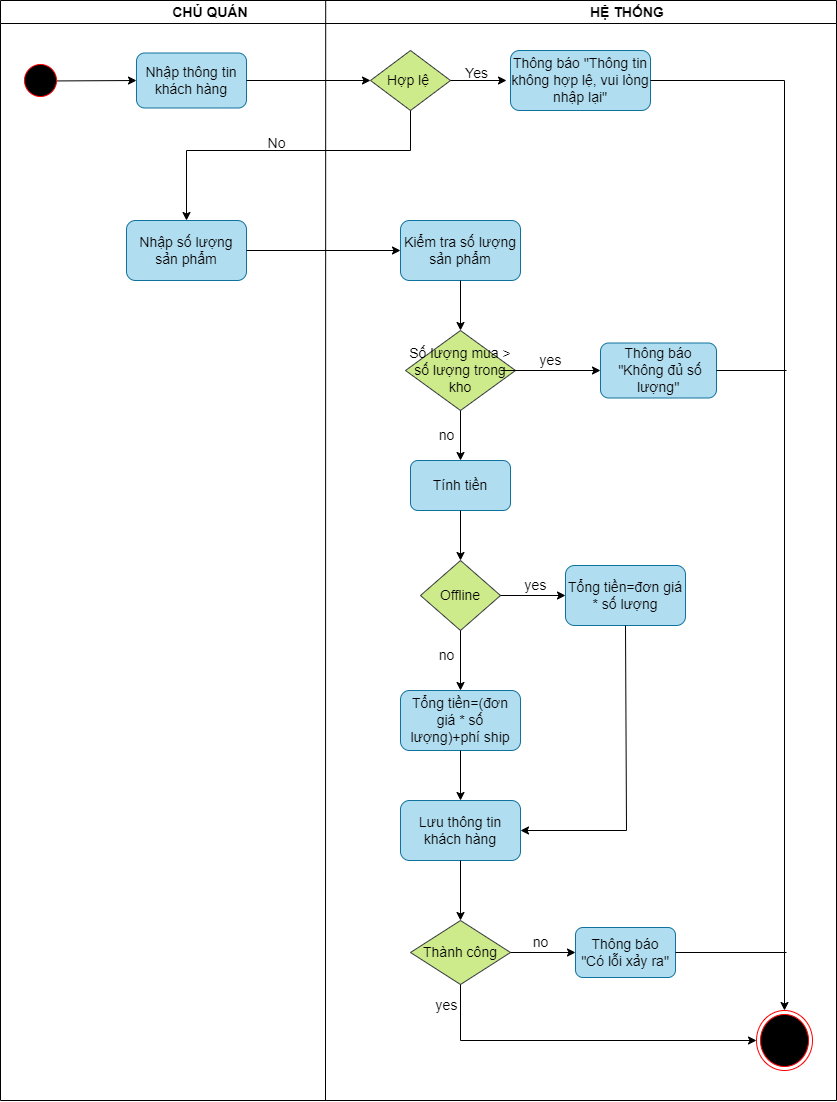 CHỦ QUÁN
HỆ THỐNG
Nhập thông tin
khách hàng
Hợp lệ
Yes
Thông báo "Thông tin
không hợp lệ, vui lòng
nhập lại"
No
Nhập số lượng
sản phẩm
Kiểm tra số lượng
sản phẩm
Số lượng mua >
số lượng trong
kho
yes
Thông báo
"Không đủ số
lượng"
no
Tính tiền
Offline
yes
Tổng tiền=đơn giá
* số lượng
no
Tổng tiền=(đơn
giá * số
lượng)+phí ship
Lưu thông tin
khách hàng
Thành công
no
Thông báo
"Có lỗi xảy ra"
yes